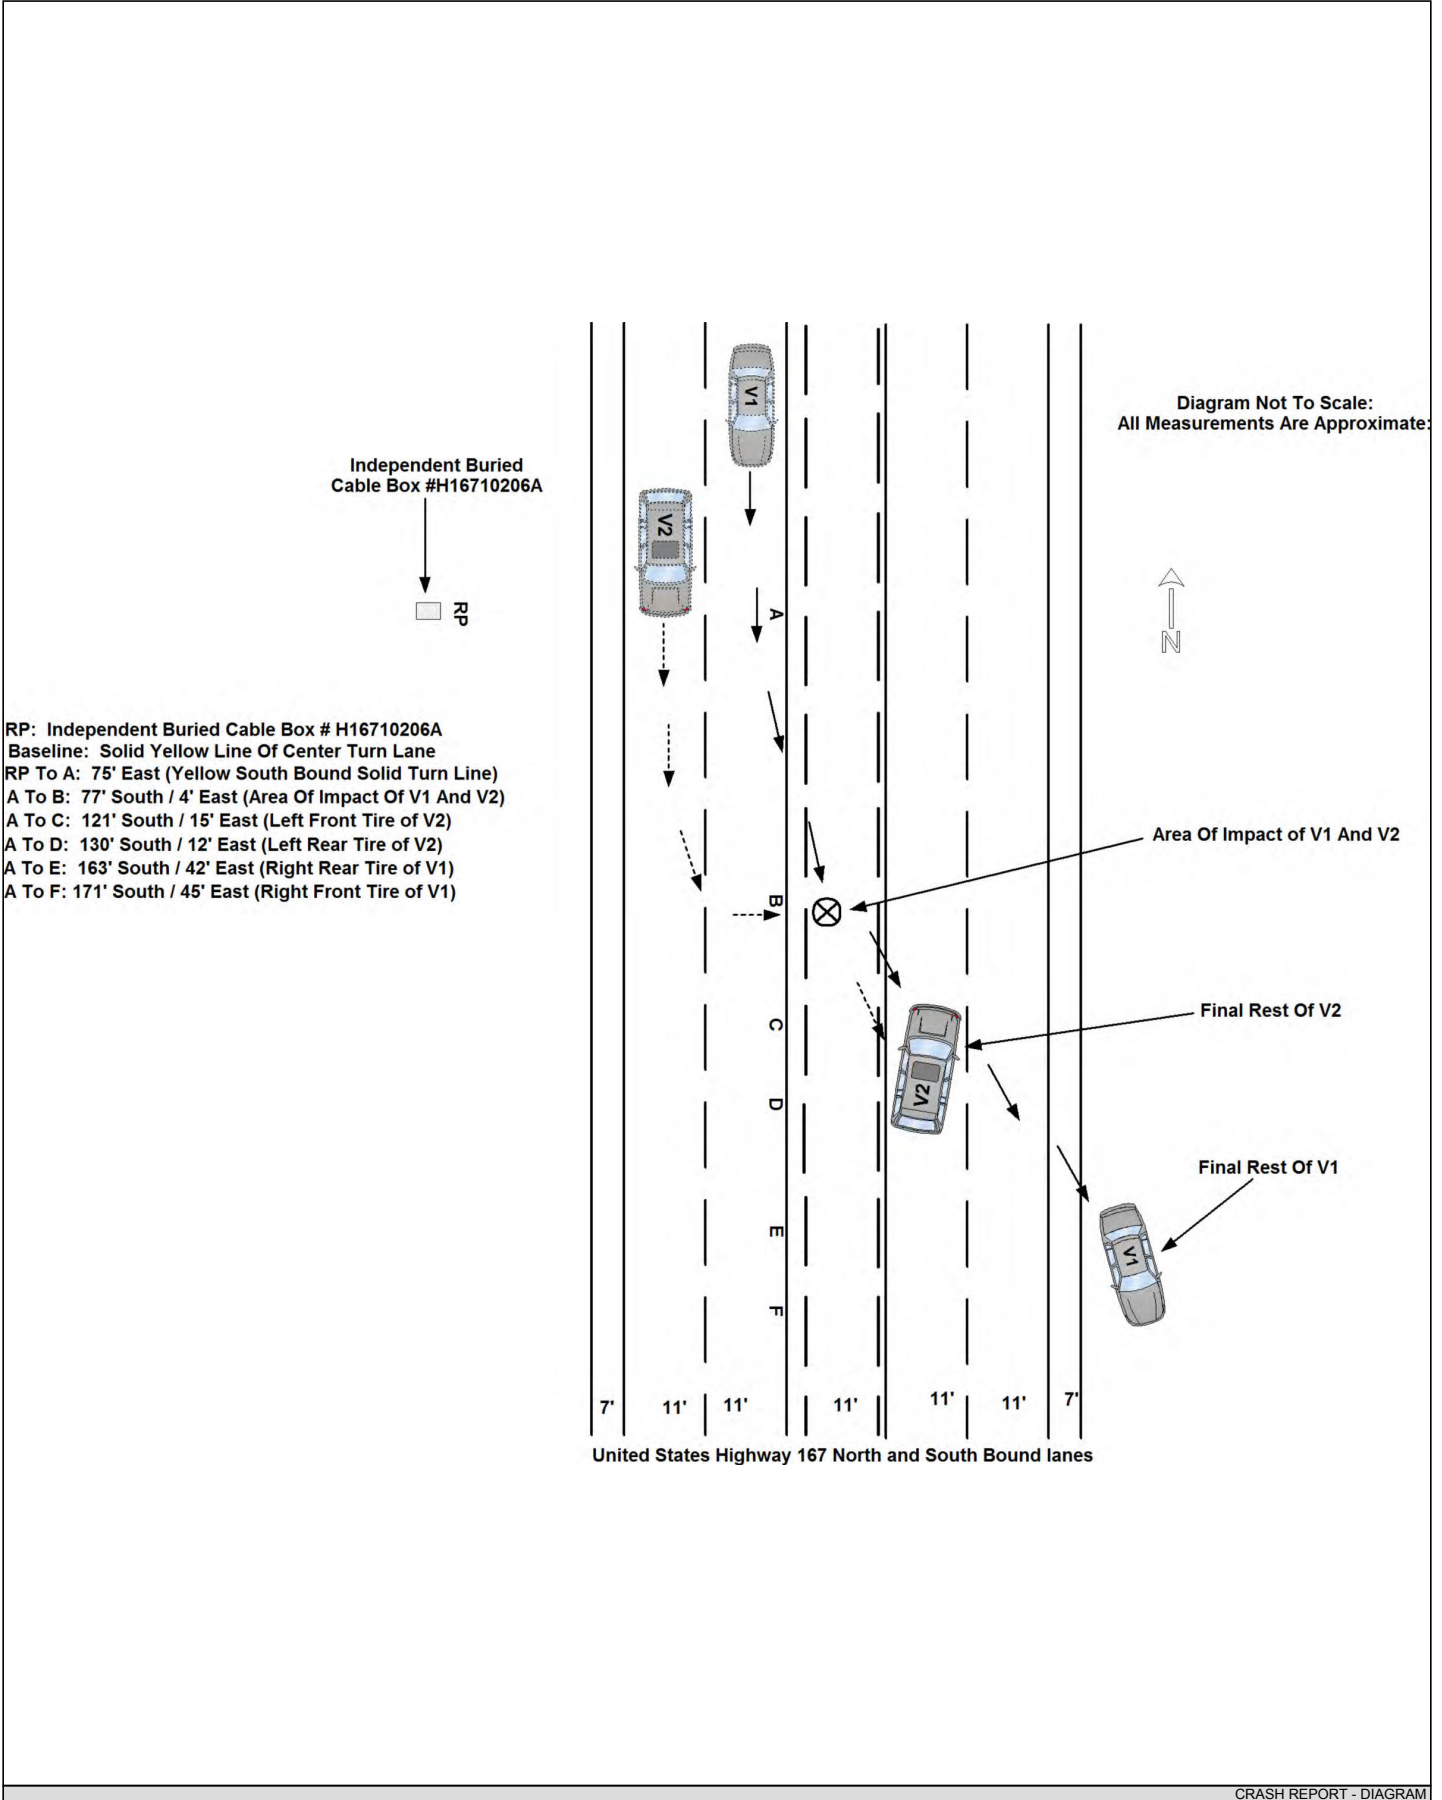 V1
Diagram Not To Scale:
All Measurements Are Approximate:
Independent Buried
Cable Box #H16710206A
V2
RP
A
N
RP: Independent Buried Cable Box # H16710206A
Baseline: Solid Yellow Line Of Center Turn Lane
RP To A: 75' East (Yellow South Bound Solid Turn Line)
A To B: 77' South / 4' East (Area Of Impact Of V1 And V2)
A To C: 121' South / 15' East (Left Front Tire of V2)
A To D: 130' South / 12' East (Left Rear Tire of V2)
A To E: 163' South / 42' East (Right Rear Tire of V1)
A To F: 171' South / 45' East (Right Front Tire of V1)
Area Of Impact of V1 And V2
B
Final Rest Of V2
C
V2
D
Final Rest Of V1
E
V1
F
7' 11' 11' 11' 11' 11' 7'
United States Highway 167 North and South Bound lanes
CRASH REPORT - DIAGRAM